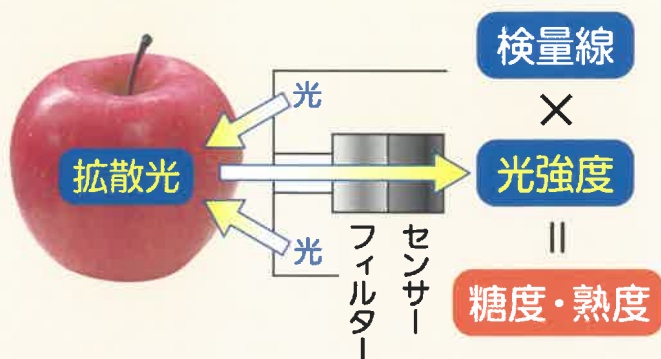 検量線
×
光
拡散光
光強度
光
フィルター
センサー
=
糖度・熟度